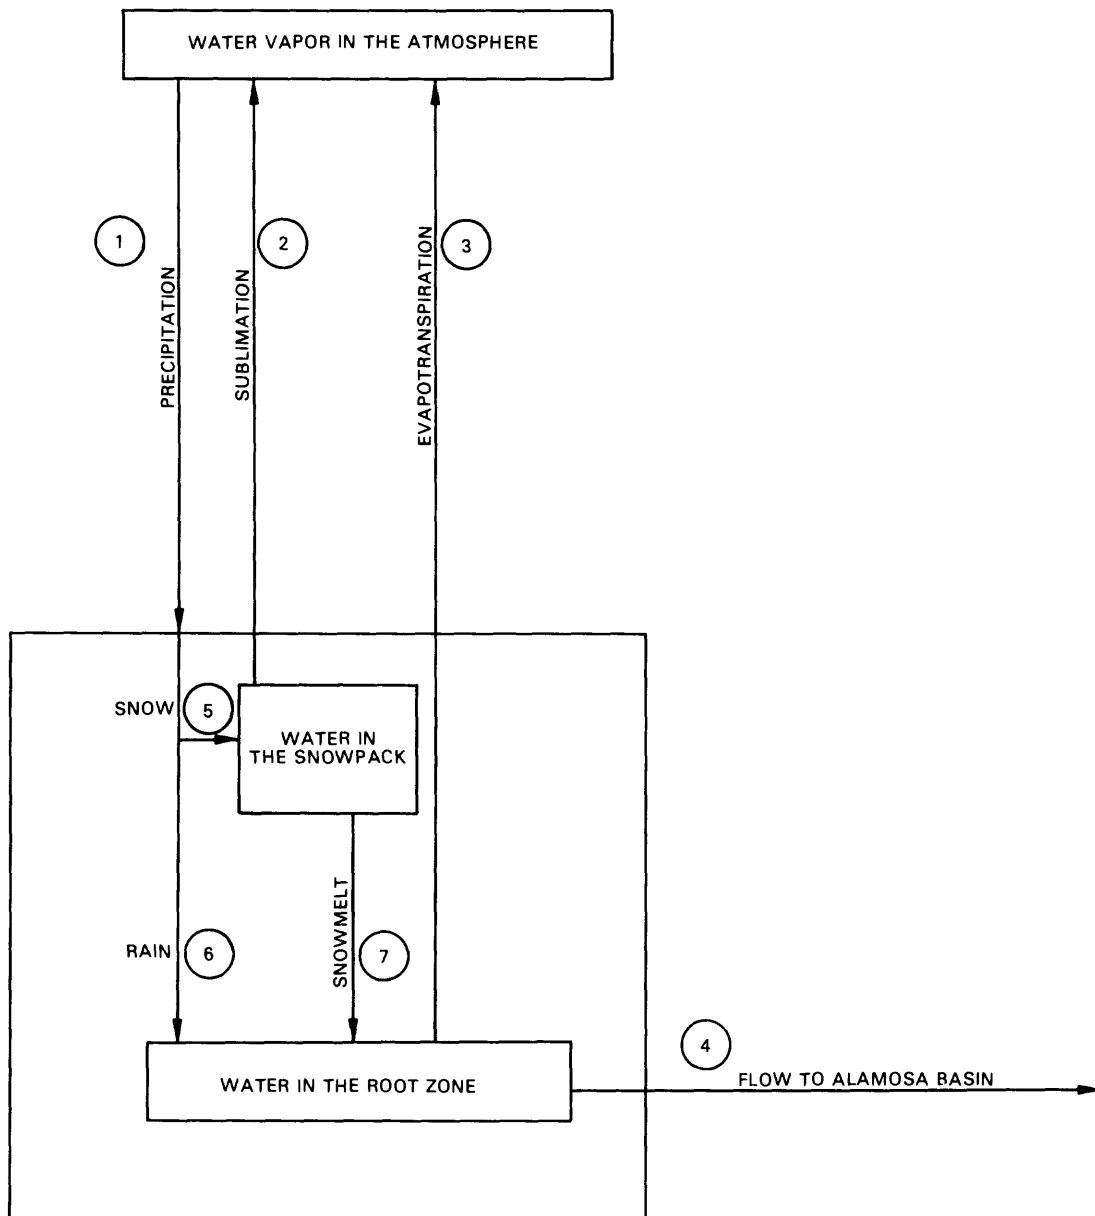 WATER VAPOR IN THE ATMOSPHERE
1
2
3
PRECIPITATION
SUBLIMATION
EVAPOTRANSPIRATION
SNOW
5
WATER IN
THE SNOWPACK
RAIN
6
SNOWMELT
7
4
FLOW TO ALAMOSA BASIN
WATER IN THE ROOT ZONE